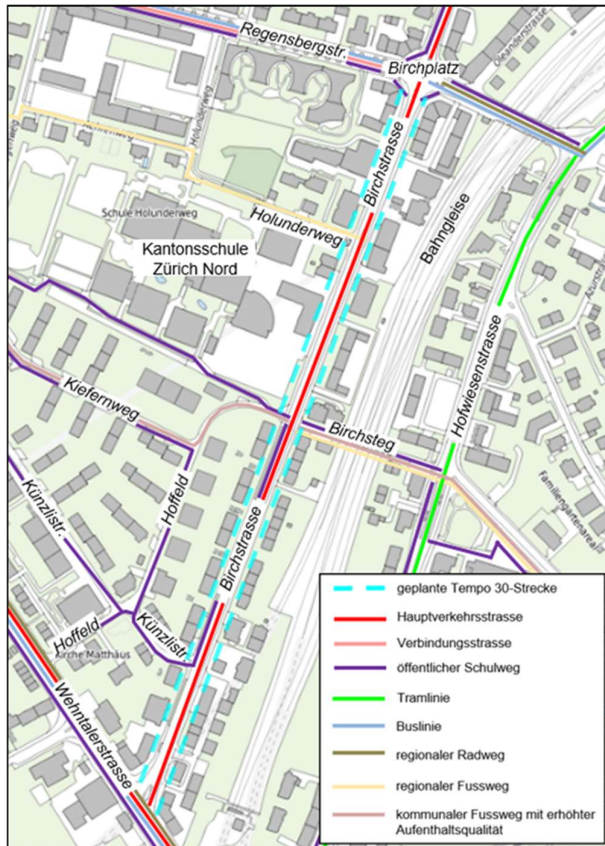 Regensbergstr.
Oleanderstrasse
Birchplatz
Holunderweg
Birchstrasse
Schule Holunderweg
Holunderweg
Kantonsschule
Zürich Nord
Bahngleise
Hofwiesenstrasse
Kiefernweg
Birchsteg
Hoffeld
Künzlistr.
Birchstrasse
Familiengartenareal
Hoffeld
Künzlistr.
Kirche Matthäus
Wehntalerstrasse
geplante Tempo 30-Strecke
Hauptverkehrsstrasse
Verbindungsstrasse
öffentlicher Schulweg
Tramlinie
Buslinie
regionaler Radweg
regionaler Fussweg
kommunaler Fussweg mit erhöhter
Aufenthaltsqualität